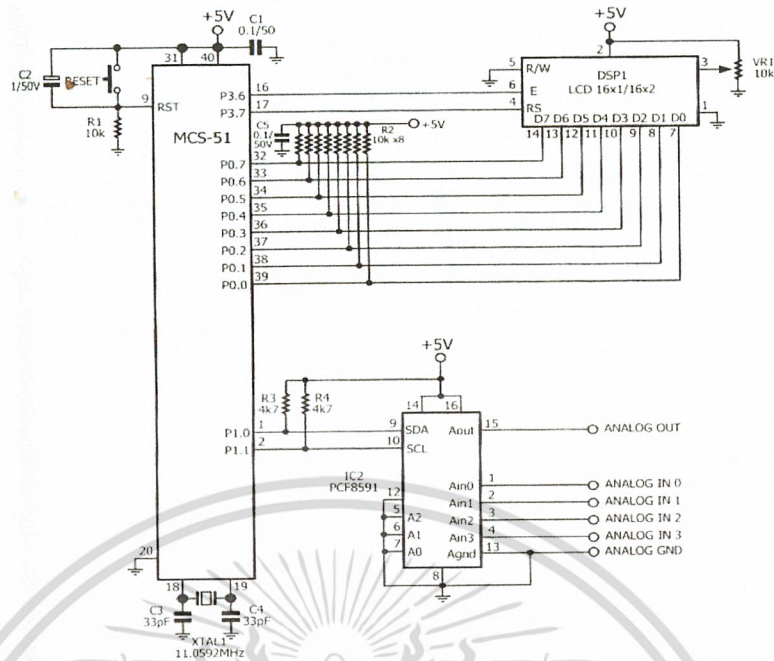 +5V
C1
0.1/50
31
40
C2
1/50V
RESET
9
RST
R1
10k
MCS-51
P3.6
16
P3.7
17
C5
0.1/
50V
R2
10k x8
+5V
P0.7
32
P0.6
33
P0.5
34
P0.4
35
P0.3
36
P0.2
37
P0.1
38
P0.0
39
+5V
2
5
R/W
6
E
4
RS
DSP1
LCD 16x1/16x2
3
VR1
10k
1
D7 D6 D5 D4 D3 D2 D1 D0
14 13 12 11 10 9 8 7
+5V
R3
4k7
R4
4k7
P1.0
1
P1.1
2
14
16
9
SDA
10
SCL
Aout
15
ANALOG OUT
IC2
PCF8591
12
5
A2
6
A1
7
A0
Ain0
1
ANALOG IN 0
Ain1
2
ANALOG IN 1
Ain2
3
ANALOG IN 2
Ain3
4
ANALOG IN 3
Agnd
13
ANALOG GND
8
20
18
19
C3
33pF
C4
33pF
XTAL1
11.0592MHz